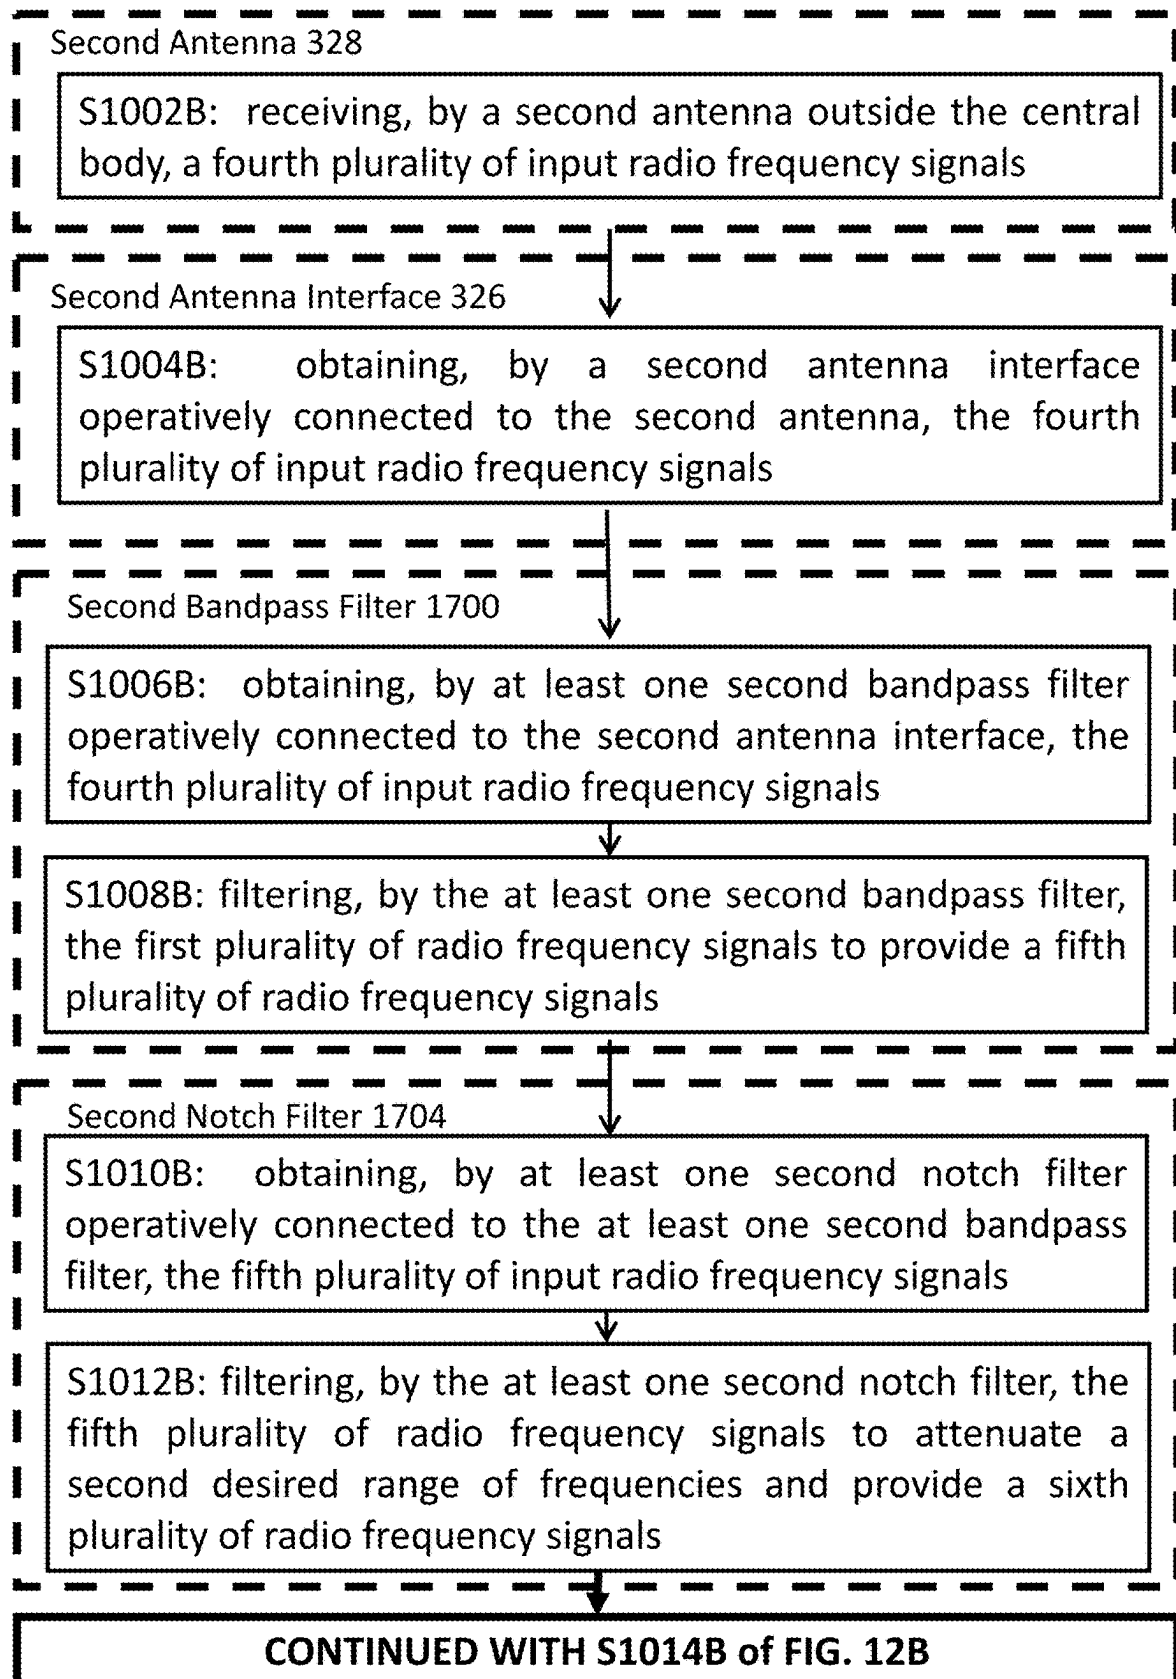 Second Antenna 328
S1002B: receiving, by a second antenna outside the central
body, a fourth plurality of input radio frequency signals
Second Antenna Interface 326
S1004B: obtaining, by a second antenna interface
operatively connected to the second antenna, the fourth
plurality of input radio frequency signals
Second Bandpass Filter 1700
S1006B: obtaining, by at least one second bandpass filter
operatively connected to the second antenna interface, the
fourth plurality of input radio frequency signals
S1008B: filtering, by the at least one second bandpass filter,
the first plurality of radio frequency signals to provide a fifth
plurality of radio frequency signals
Second Notch Filter 1704
S1010B: obtaining, by at least one second notch filter
operatively connected to the at least one second bandpass
filter, the fifth plurality of input radio frequency signals
S1012B: filtering, by the at least one second notch filter, the
fifth plurality of radio frequency signals to attenuate a
second desired range of frequencies and provide a sixth
plurality of radio frequency signals
CONTINUED WITH S1014B of FIG. 12B